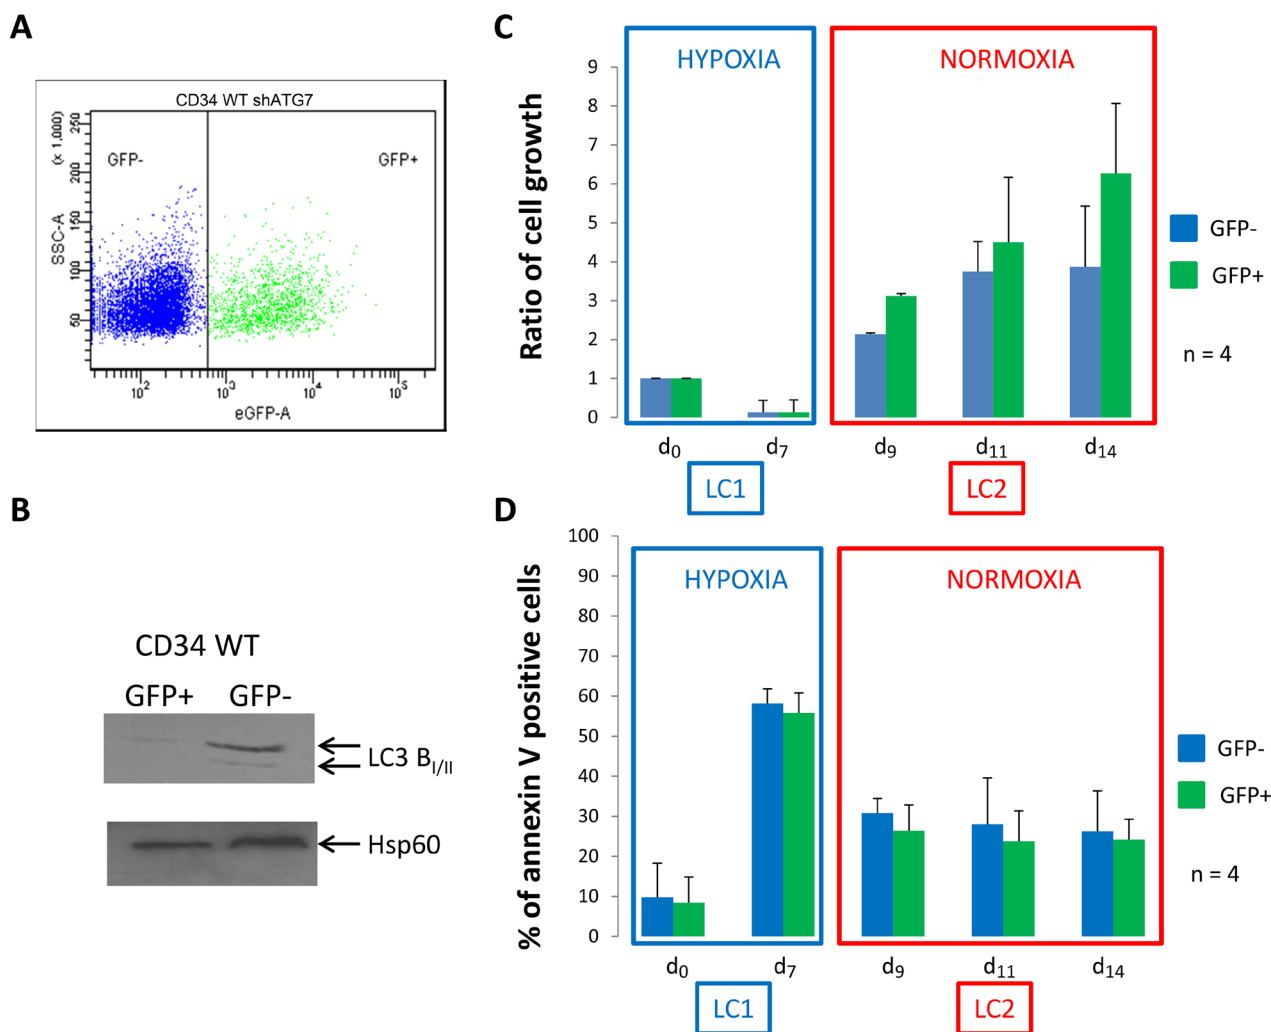 A
CD34 WT shATG7
(x 1,000)
250
200
150
100
50
SSC-A
GFP-
GFP+
10²
10³
10⁴
10⁵
eGFP-A
B
CD34 WT
GFP+ GFP-
LC3 B I/II
Hsp60
C
HYPOXIA
NORMOXIA
Ratio of cell growth
9
8
7
6
5
4
3
2
1
0
d₀ d₇ d₉ d₁₁ d₁₄
LC1
LC2
GFP-
GFP+
n = 4
D
HYPOXIA
NORMOXIA
% of annexin V positive cells
100
90
80
70
60
50
40
30
20
10
0
d₀ d₇ d₉ d₁₁ d₁₄
LC1
LC2
GFP-
GFP+
n = 4